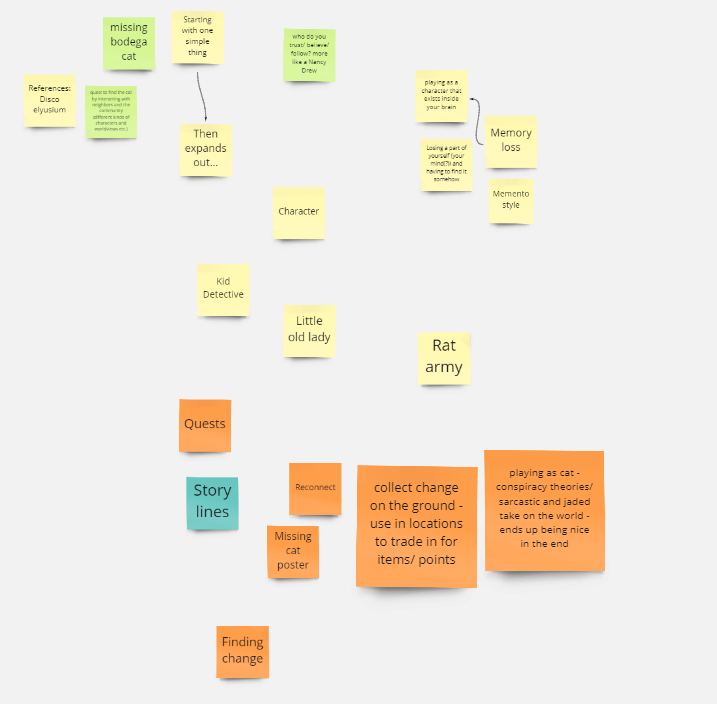 missing
bodega
cat
Starting
with one
simple
thing
who do you
trust/ believe/
follow? more
like a Nancy
Drew
References:
Disco
elyusium
quest to find the cat
by interacting with
neighbors and the
community
(different kinds of
characters and
worldviews etc.)
Then
expands
out...
playing as a
character that
exists inside
your brain
Memory
loss
Losing a part of
yourself (your
mind(?)) and
having to find it
somehow
Memento
style
Character
Kid
Detective
Little
old lady
Rat
army
Quests
Story
lines
Reconnect
Missing
cat
poster
collect change
on the ground -
use in locations
to trade in for
items/ points
playing as cat -
conspiracy theories/
sarcastic and jaded
take on the world -
ends up being nice
in the end
Finding
change